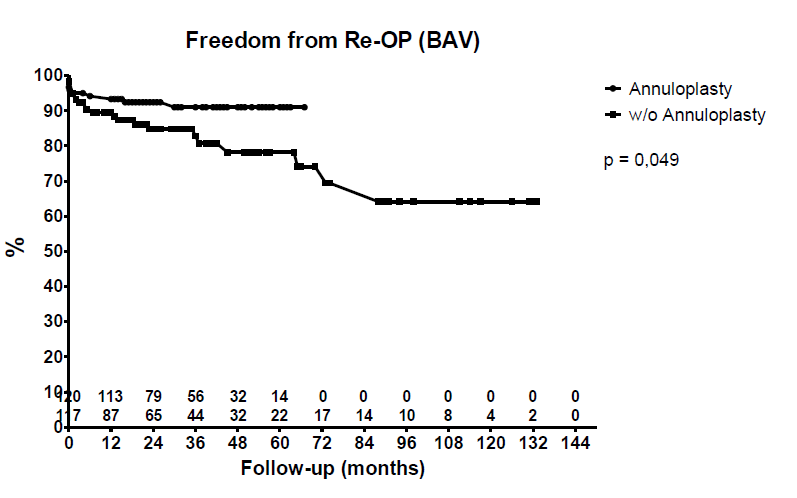 Freedom from Re-OP (BAV)
100
90
80
70
60
50
40
30
20
10
0
%
Annuloplasty
w/o Annuloplasty
p = 0,049
120 113 79 56 32 14 0 0 0 0 0 0 0
117 87 65 44 32 22 17 14 10 8 4 2 0
0 12 24 36 48 60 72 84 96 108 120 132 144
Follow-up (months)